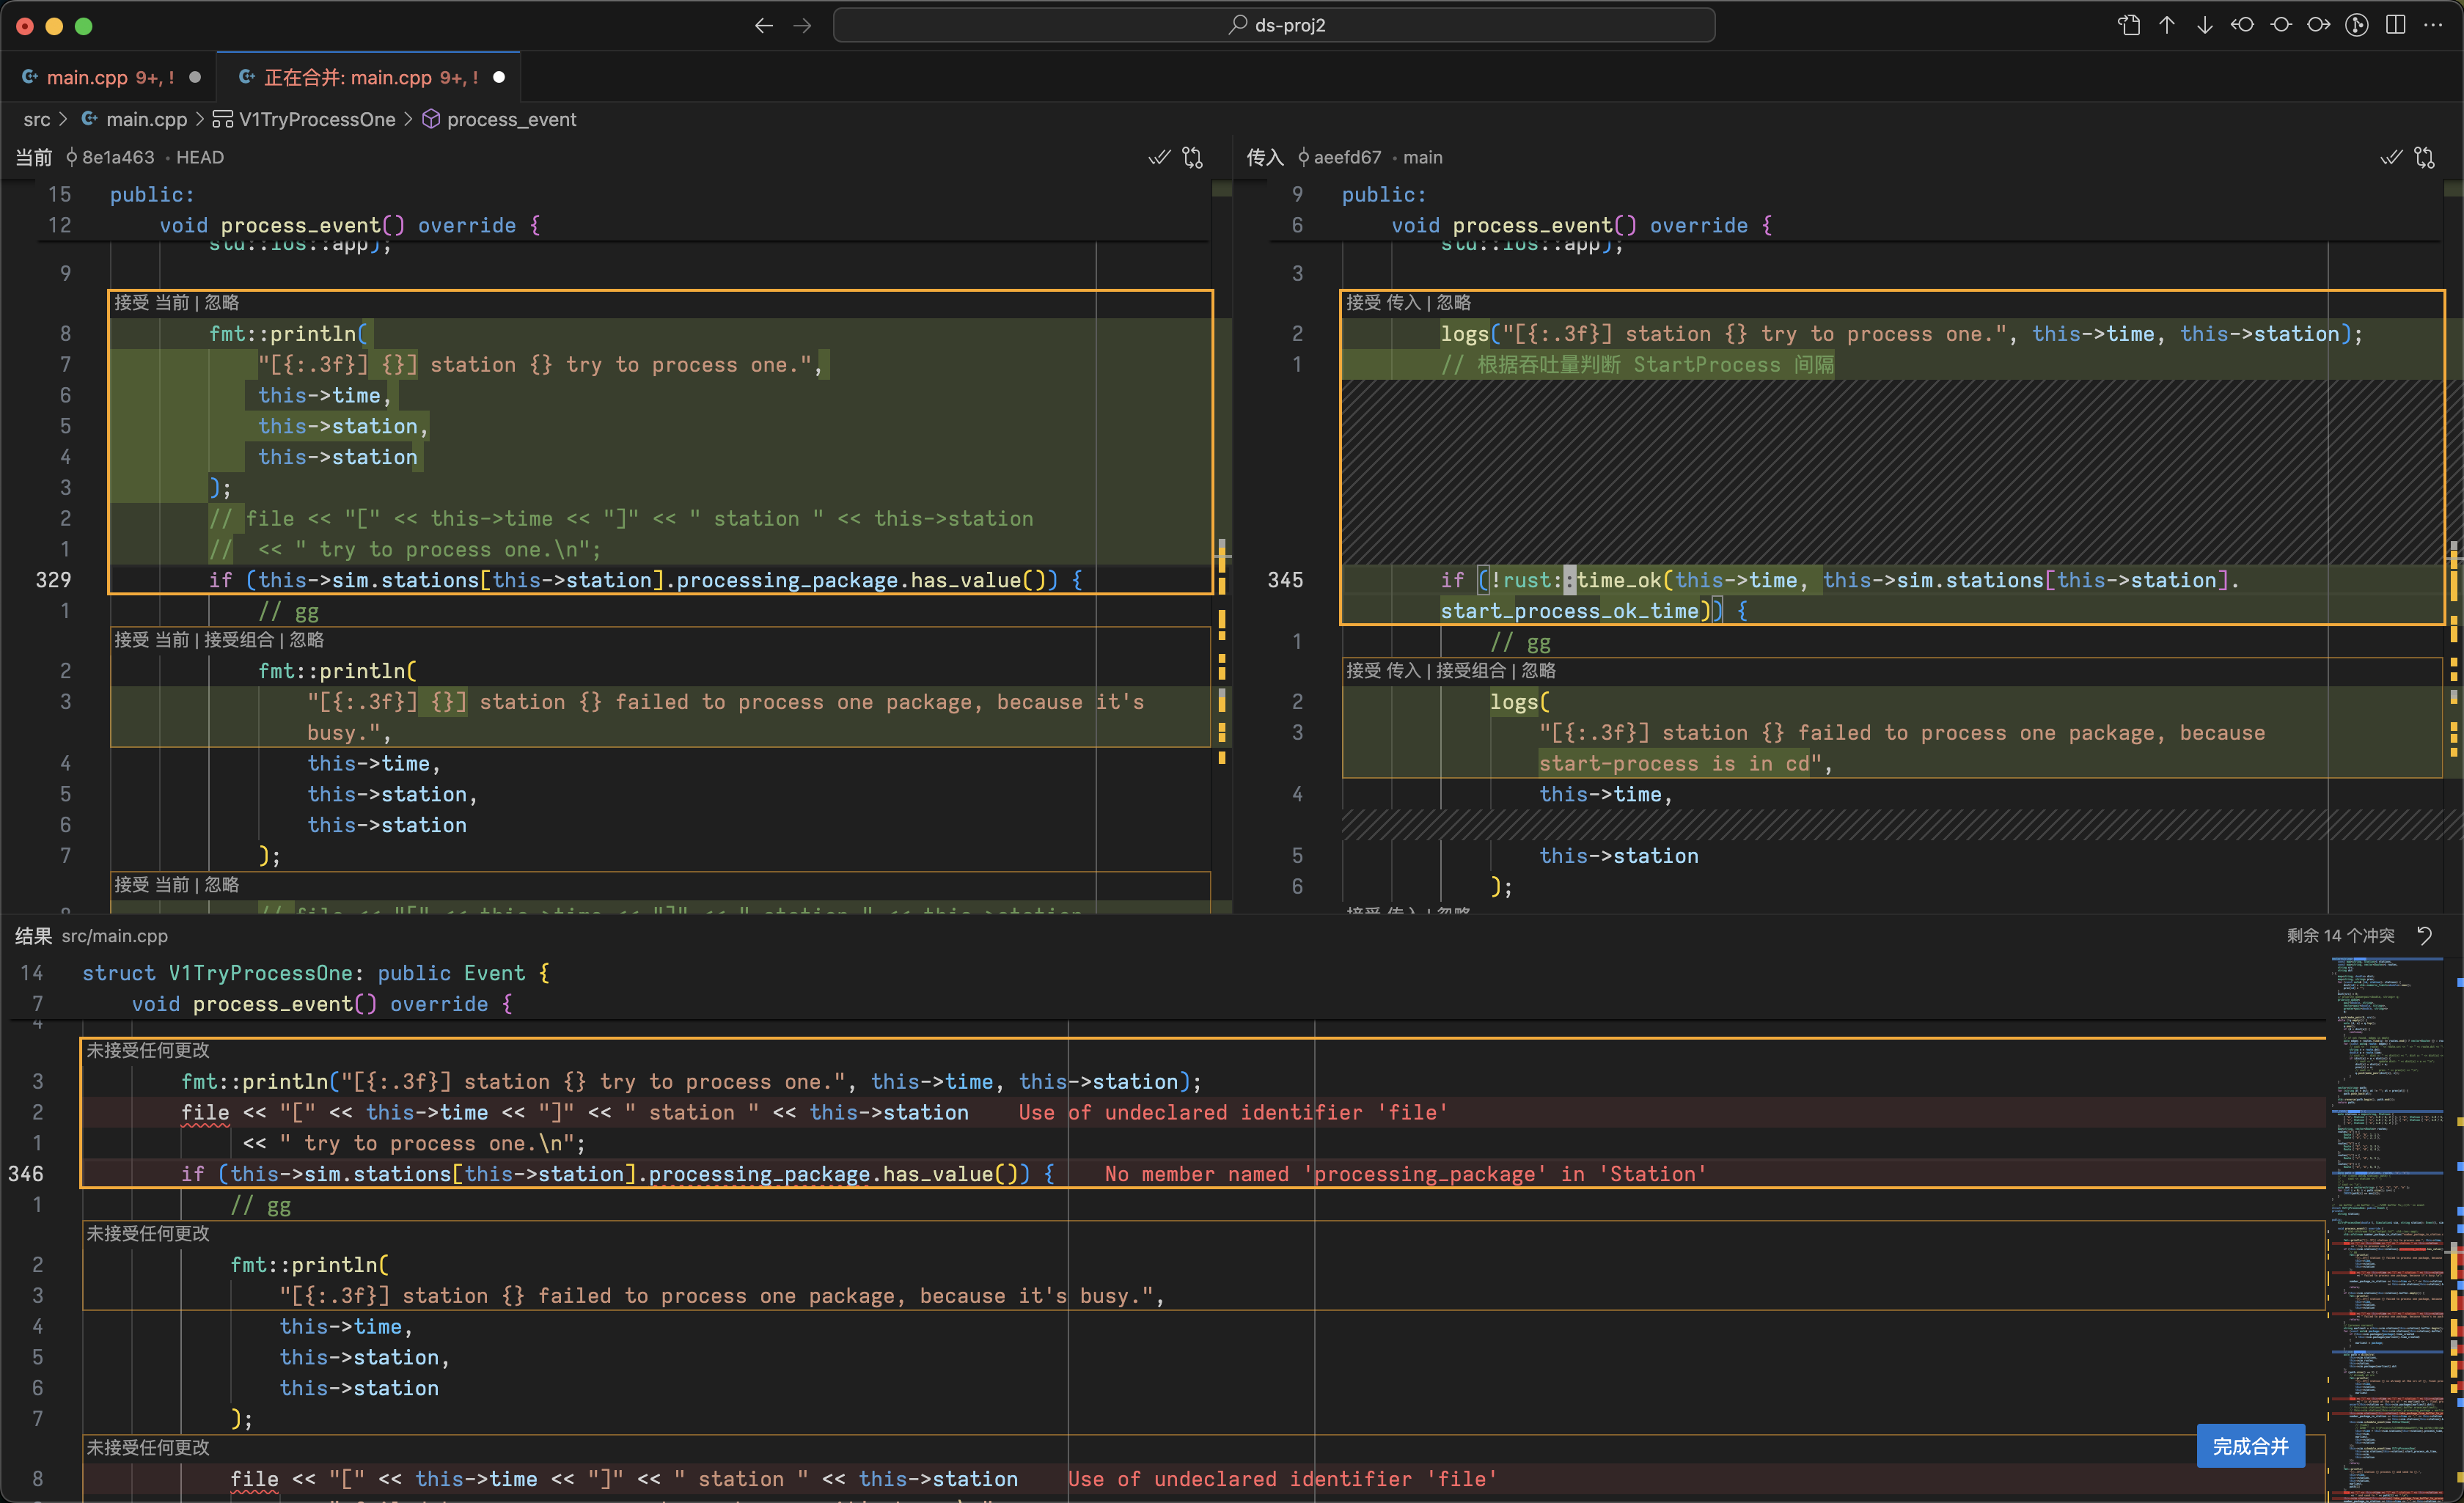 ds-proj2
main.cpp 9+, !
正在合并: main.cpp 9+, !
src > main.cpp > V1TryProcessOne > process_event
当前 8e1a463 • HEAD
15 public:
12 void process_event() override {
std::ios::app);
9
接受 当前 | 忽略
8 fmt::println(
7 "[{:.3f}] {}] station {} try to process one.",
6 this->time,
5 this->station,
4 this->station
3 );
2 // file << "[" << this->time << "]" << " station " << this->station
1 //  << " try to process one.\n";
329 if (this->sim.stations[this->station].processing_package.has_value()) {
1 // gg
接受 当前 | 接受组合 | 忽略
2 fmt::println(
3 "[{:.3f}] {}] station {} failed to process one package, because it's
busy.",
4 this->time,
5 this->station,
6 this->station
7 );
接受 当前 | 忽略
// file << "[" << this->time << "]" << " station " << this->station
传入 aeefd67 • main
9 public:
6 void process_event() override {
std::ios::app);
3
接受 传入 | 忽略
2 logs("[{:.3f}] station {} try to process one.", this->time, this->station);
1 // 根据吞吐量判断 StartProcess 间隔
345 if (!rust::time_ok(this->time, this->sim.stations[this->station].
start_process_ok_time)) {
1 // gg
接受 传入 | 接受组合 | 忽略
2 logs(
3 "[{:.3f}] station {} failed to process one package, because
start-process is in cd",
4 this->time,
5 this->station
6 );
接受 传入 | 忽略
结果 src/main.cpp
剩余 14 个冲突
14 struct V1TryProcessOne: public Event {
7 void process_event() override {
4
未接受任何更改
3 fmt::println("[{:.3f}] station {} try to process one.", this->time, this->station);
2 file << "[" << this->time << "]" << " station " << this->station Use of undeclared identifier 'file'
1 << " try to process one.\n";
346 if (this->sim.stations[this->station].processing_package.has_value()) { No member named 'processing_package' in 'Station'
1 // gg
未接受任何更改
2 fmt::println(
3 "[{:.3f}] station {} failed to process one package, because it's busy.",
4 this->time,
5 this->station,
6 this->station
7 );
未接受任何更改
8 file << "[" << this->time << "]" << " station " << this->station Use of undeclared identifier 'file'
完成合并